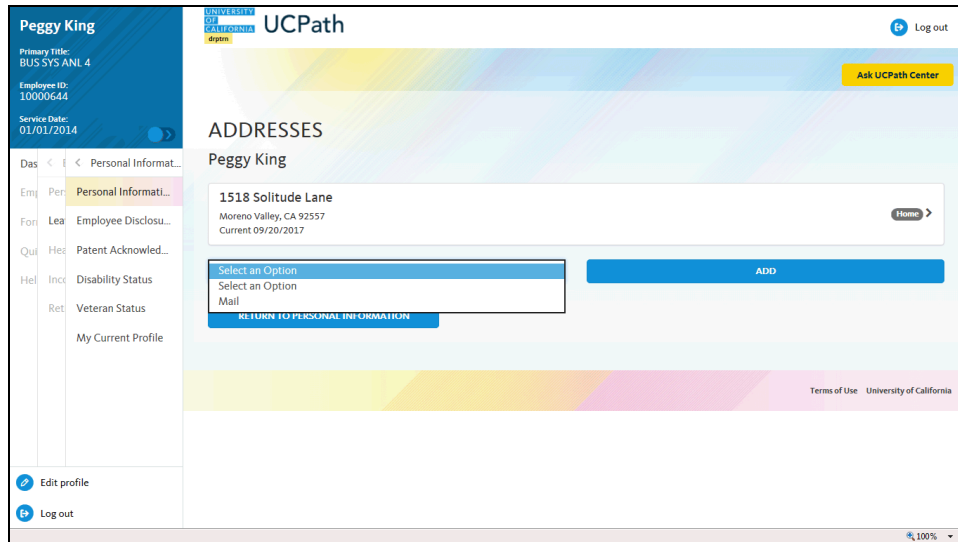 Peggy King
Primary Title:
BUS SYS ANL 4
Employee ID:
10000644
Service Date:
01/01/2014
UNIVERSITY
OF
CALIFORNIA
drptrn
UCPath
Log out
Ask UCPath Center
ADDRESSES
Peggy King
Das
Emp
For
Qui
Hel
Per
Lea
Hea
Inco
Ret
Personal Informat...
Personal Informati...
Employee Disclosu...
Patent Acknowled...
Disability Status
Veteran Status
My Current Profile
1518 Solitude Lane
Moreno Valley, CA 92557
Current 09/20/2017
Home
Select an Option
Select an Option
Mail
ADD
RETURN TO PERSONAL INFORMATION
Terms of Use University of California
Edit profile
Log out
100%